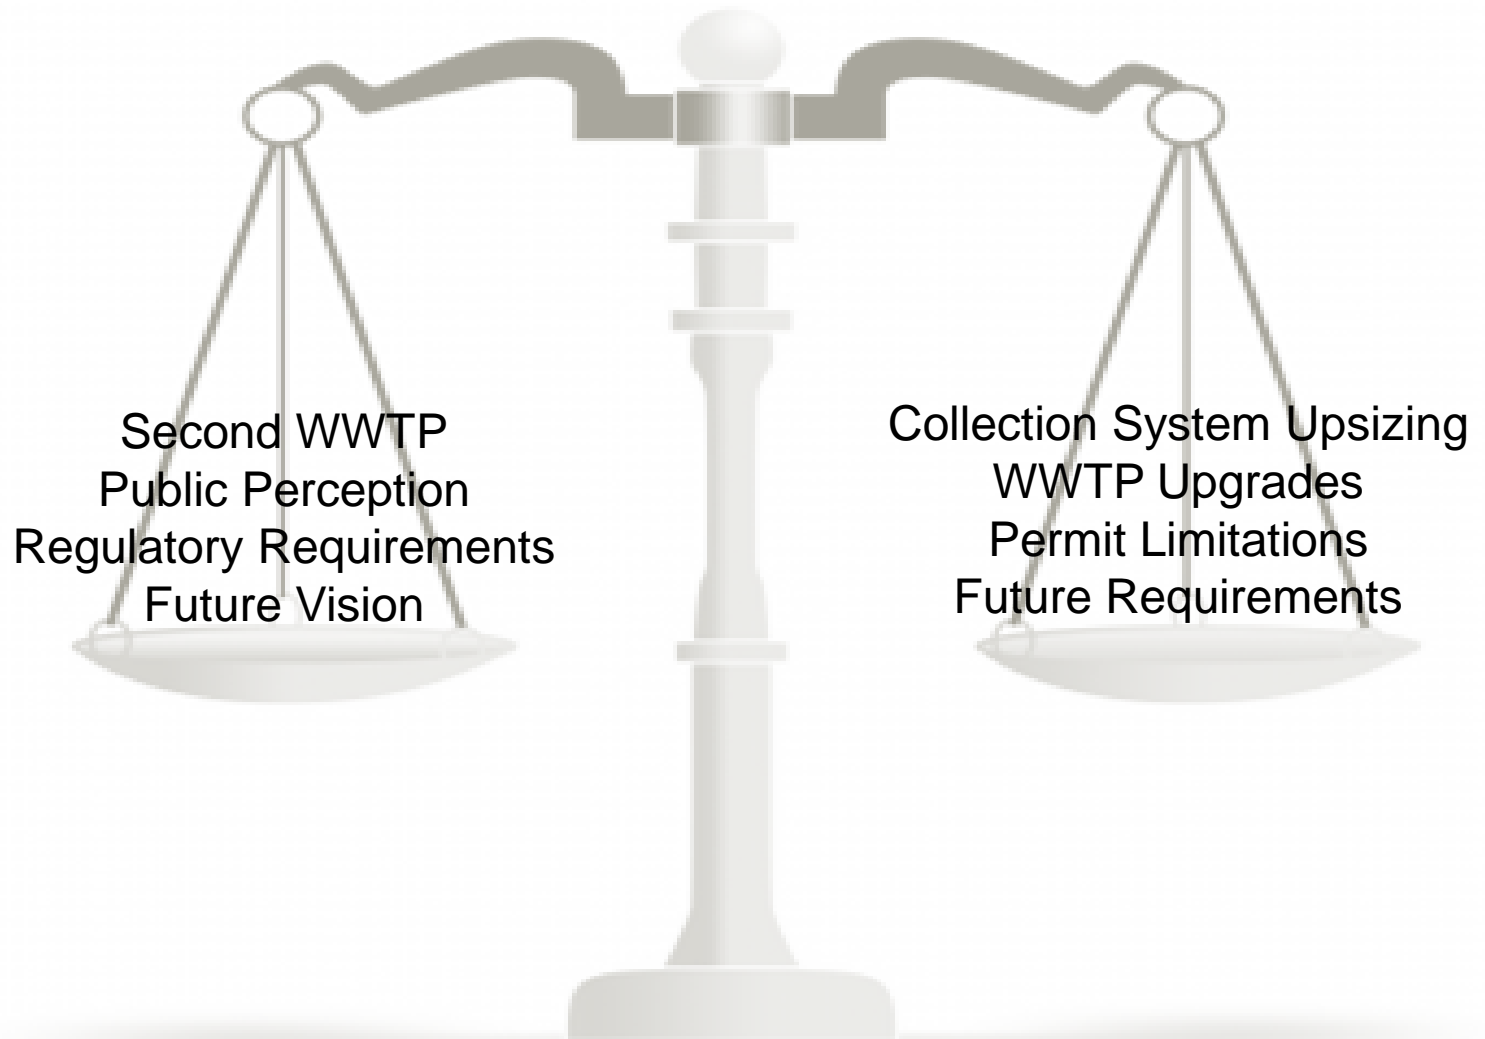 Second WWTP
Public Perception
Regulatory Requirements
Future Vision
Collection System Upsizing
WWTP Upgrades
Permit Limitations
Future Requirements